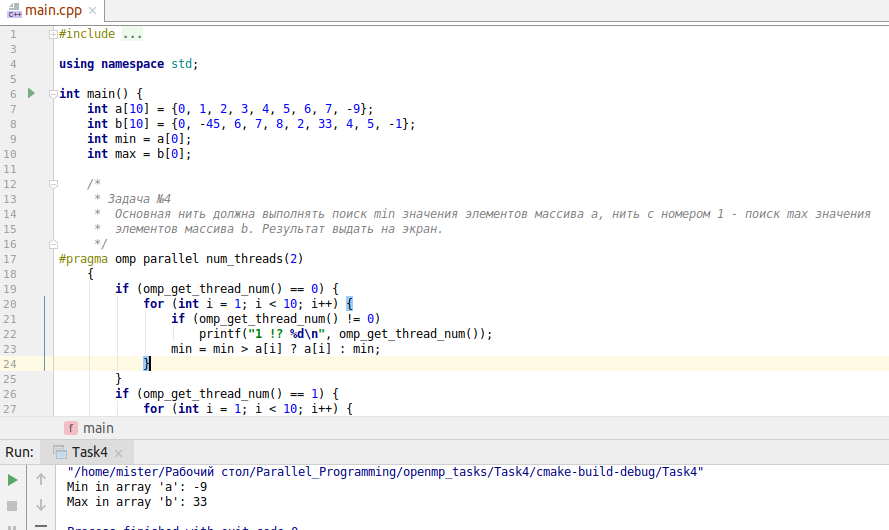 main.cpp
1 #include ...
3
4 using namespace std;
5
6 int main() {
7 int a[10] = {0, 1, 2, 3, 4, 5, 6, 7, -9};
8 int b[10] = {0, -45, 6, 7, 8, 2, 33, 4, 5, -1};
9 int min = a[0];
10 int max = b[0];
11
12 /*
13 * Задача №4
14 * Основная нить должна выполнять поиск min значения элементов массива a, нить с номером 1 - поиск max значения
15 * элементов массива b. Результат выдать на экран.
16 */
17 #pragma omp parallel num_threads(2)
18 {
19 if (omp_get_thread_num() == 0) {
20 for (int i = 1; i < 10; i++) {
21 if (omp_get_thread_num() != 0)
22 printf("1 !? %d\n", omp_get_thread_num());
23 min = min > a[i] ? a[i] : min;
24 }
25 }
26 if (omp_get_thread_num() == 1) {
27 for (int i = 1; i < 10; i++) {
f main
Run: Task4
"/home/mister/Рабочий стол/Parallel_Programming/openmp_tasks/Task4/cmake-build-debug/Task4"
Min in array 'a': -9
Max in array 'b': 33
Process finished with exit code 0